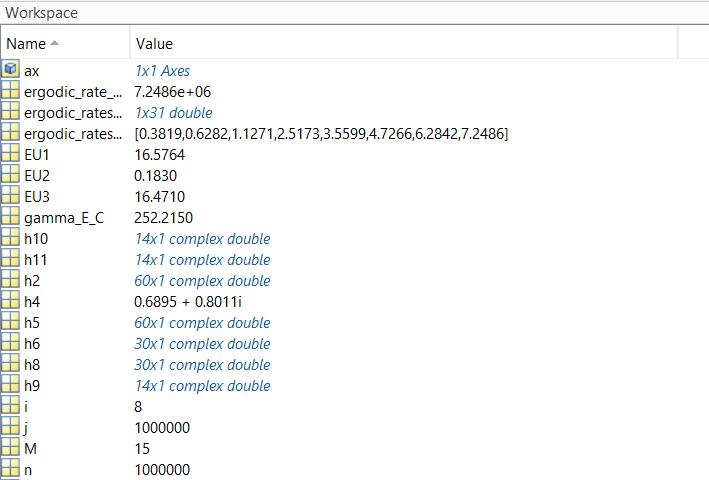 Workspace
Name Value
ax 1x1 Axes
ergodic_rate_... 7.2486e+06
ergodic_rates... 1x31 double
ergodic_rates... [0.3819,0.6282,1.1271,2.5173,3.5599,4.7266,6.2842,7.2486]
EU1 16.5764
EU2 0.1830
EU3 16.4710
gamma_E_C 252.2150
h10 14x1 complex double
h11 14x1 complex double
h2 60x1 complex double
h4 0.6895 + 0.8011i
h5 60x1 complex double
h6 30x1 complex double
h8 30x1 complex double
h9 14x1 complex double
i 8
j 1000000
M 15
n 1000000